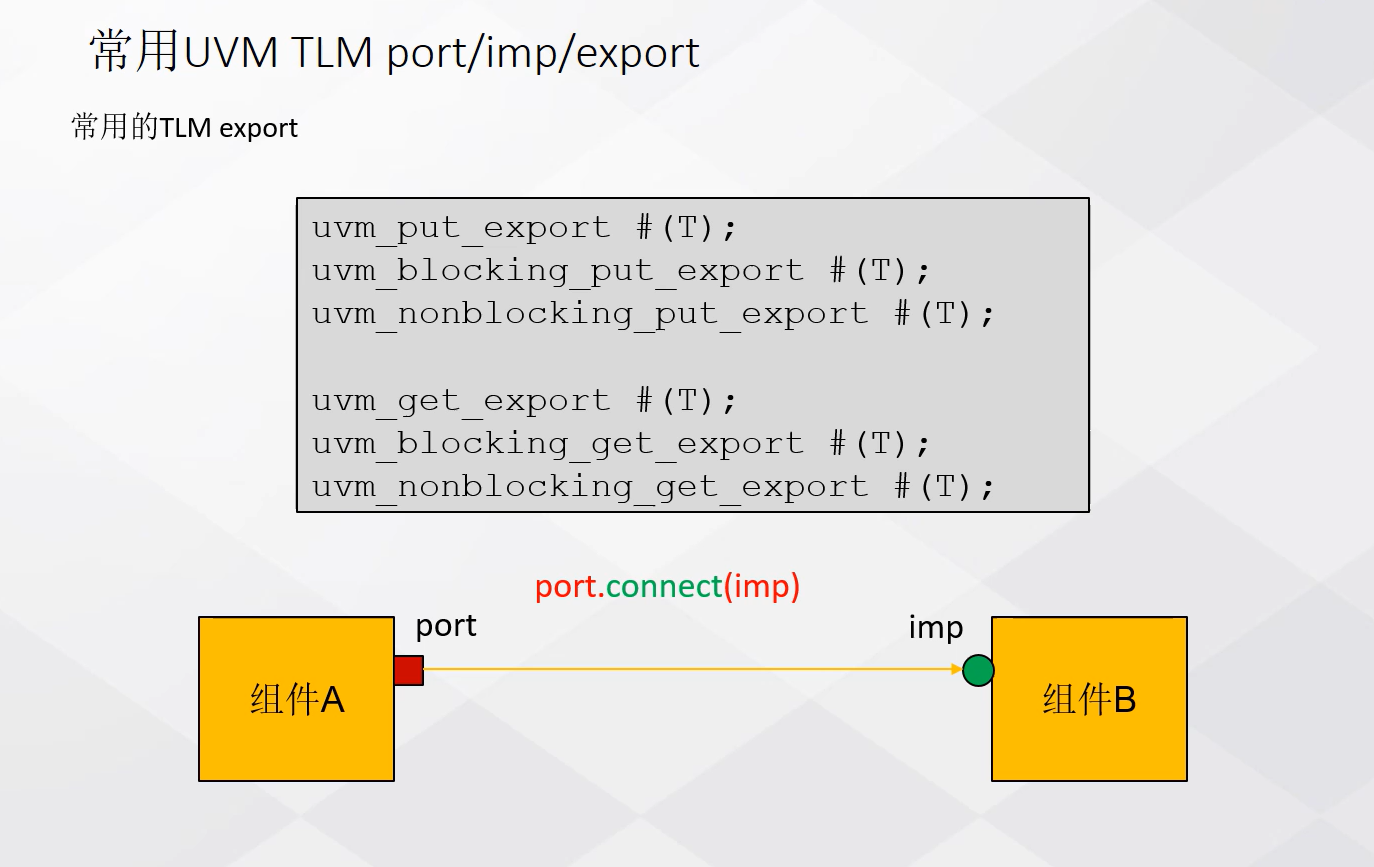 常用UVM TLM port/imp/export
常用的TLM export
uvm_put_export #(T);
uvm_blocking_put_export #(T);
uvm_nonblocking_put_export #(T);
uvm_get_export #(T);
uvm_blocking_get_export #(T);
uvm_nonblocking_get_export #(T);
port.connect(imp)
port
imp
组件A
组件B